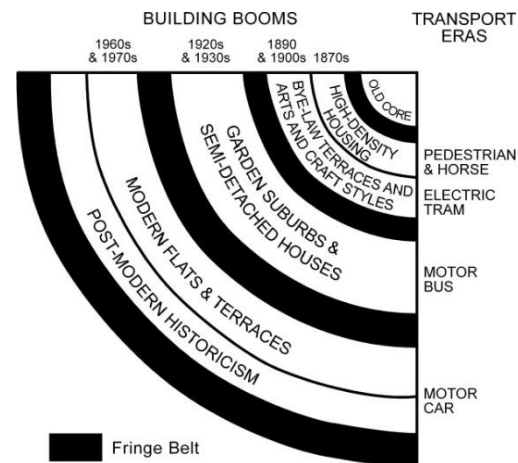 BUILDING BOOMS
TRANSPORT
ERAS
1960s
& 1970s
1920s
& 1930s
1890
& 1900s
1870s
OLD CORE
HIGH-DENSITY
HOUSING
BYE-LAW TERRACES AND
ARTS AND CRAFT STYLES
GARDEN SUBURBS &
SEMI-DETACHED HOUSES
MODERN FLATS & TERRACES
POST-MODERN HISTORICISM
PEDESTRIAN
& HORSE
ELECTRIC
TRAM
MOTOR
BUS
MOTOR
CAR
Fringe Belt